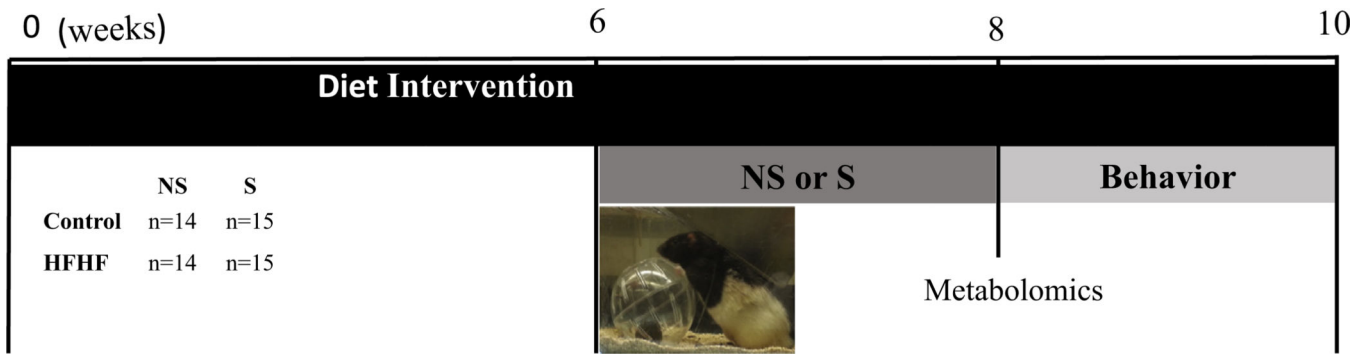 0 (weeks) 6 8 10
Diet Intervention
NS or S Behavior
NS S
Control n=14 n=15
HFHF n=14 n=15
Metabolomics